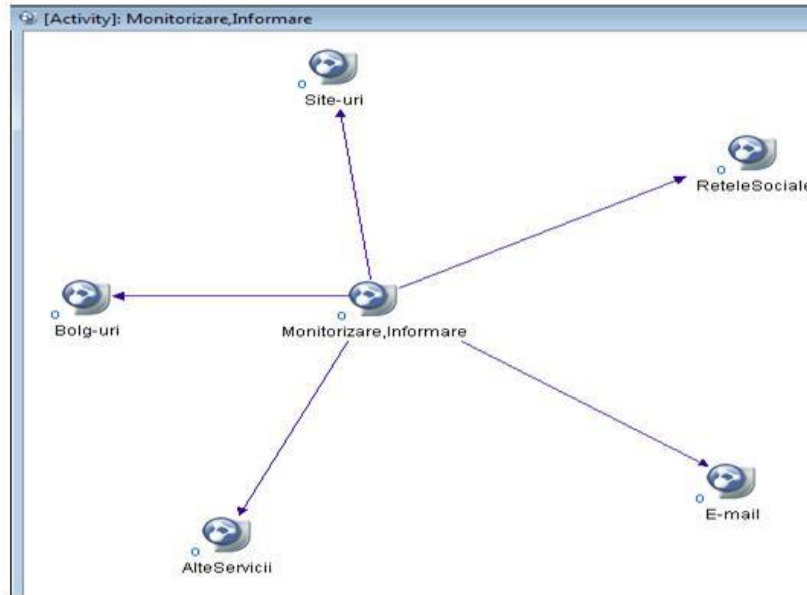 [Activity]: Monitorizare,Informare
Site-uri
ReteleSociale
Bolg-uri
Monitorizare,Informare
E-mail
AlteServicii